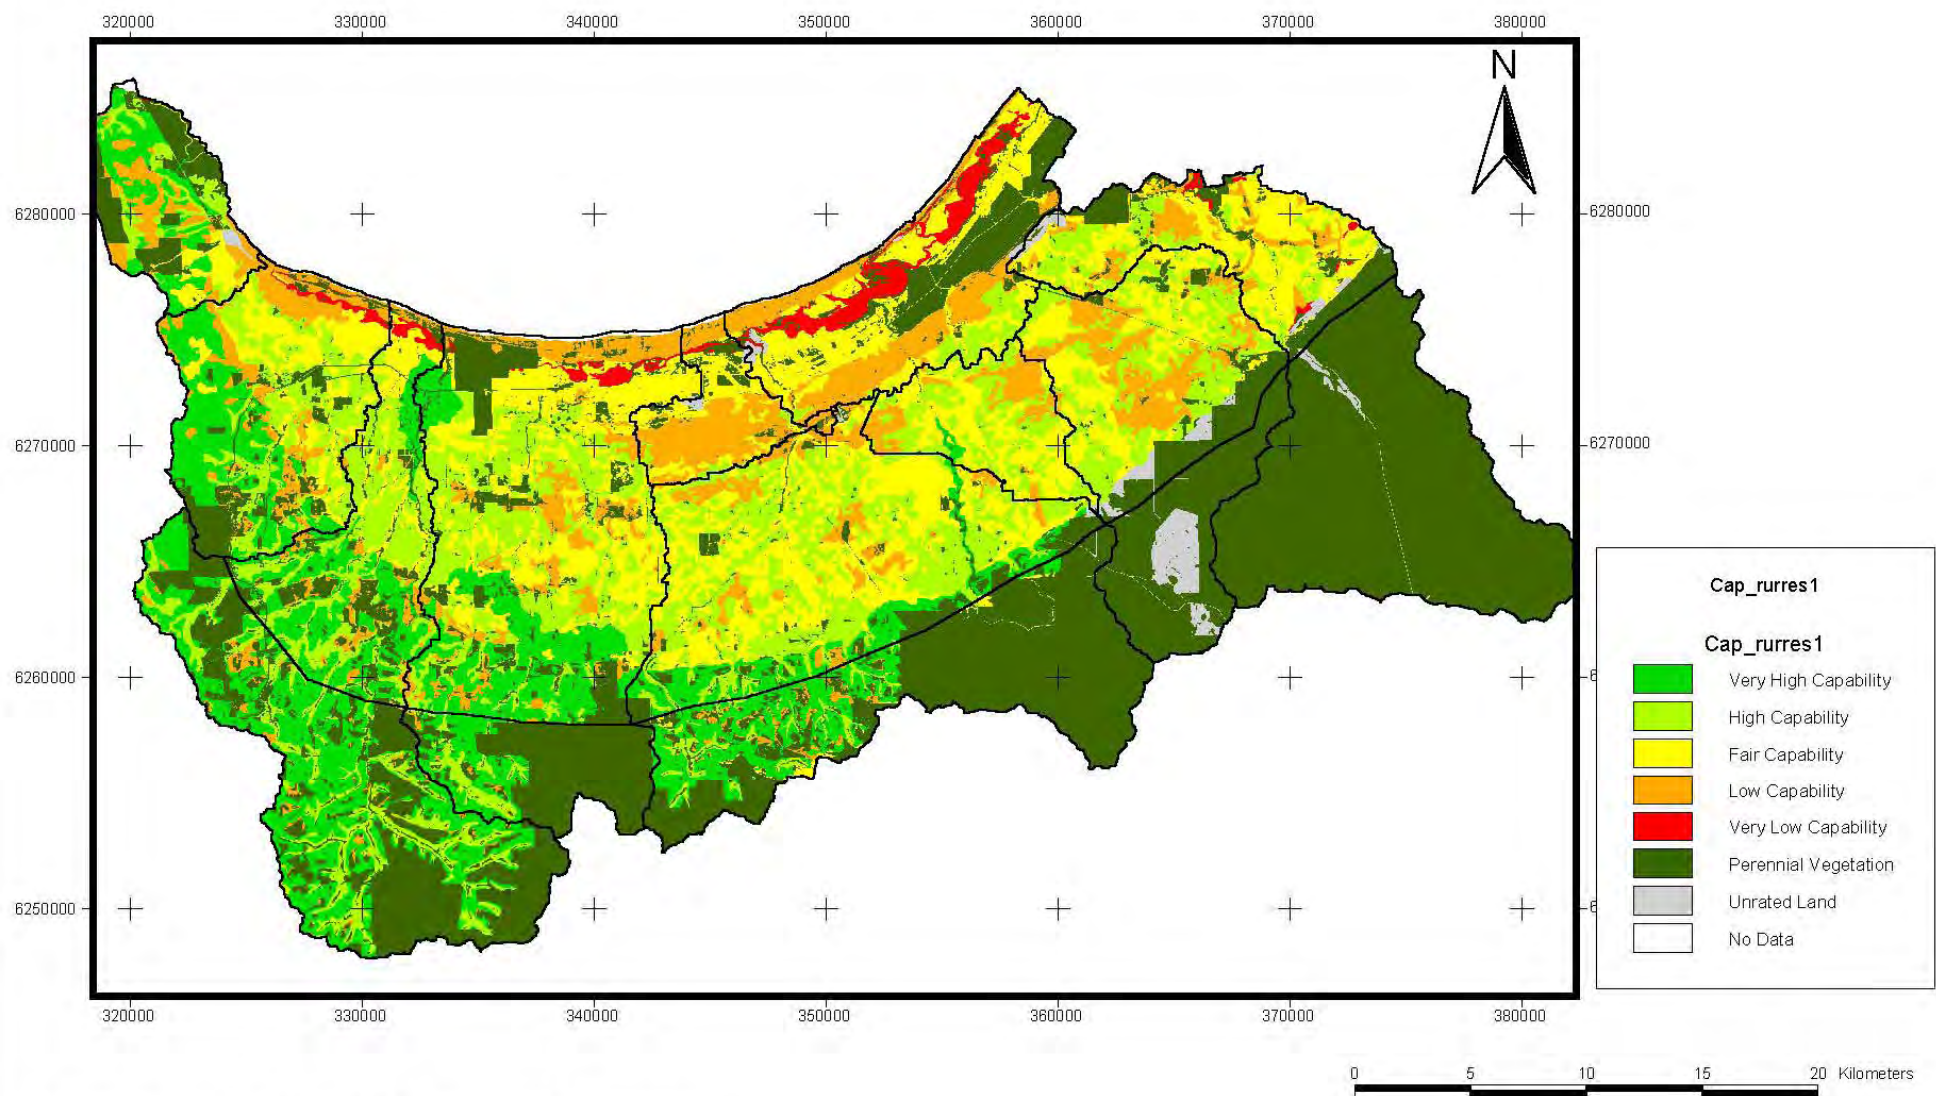 320000 330000 340000 350000 360000 370000 380000
N
6280000 6280000
6270000 6270000
6260000 6
6250000 6
320000 330000 340000 350000 360000 370000 380000
Cap_rurres1
Cap_rurres1
Very High Capability
High Capability
Fair Capability
Low Capability
Very Low Capability
Perennial Vegetation
Unrated Land
No Data
0 5 10 15 20 Kilometers